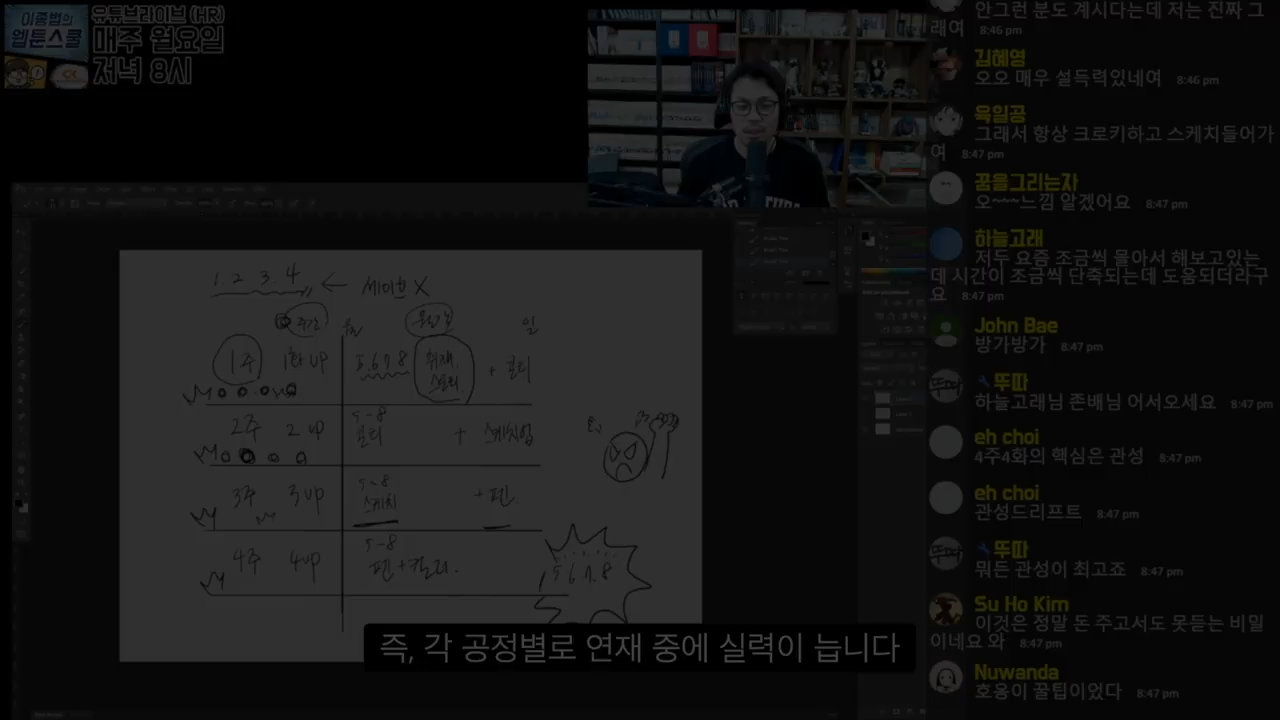 이종범의
웹툰스쿨
유튜브라이브 (HR)
매주 월요일
저녁 8시
1. 2. 3. 4 ← 세이브 X
주간 월 월간
일
1주 1화 up 5.6.7.8 취재
스토리 + 콘티
2주 2 up 5-8
콘티 + 스케치업
3주 3 up 5-8
스케치 + 펜
4주 4 up 5-8
펜 + 컬러.
5 6.7.8
즉, 각 공정별로 연재 중에 실력이 늡니다
안그런 분도 계시다는데 저는 진짜 그
래여 8:46 pm
김혜영
오오 매우 설득력있네여 8:46 pm
육일공
그래서 항상 크로키하고 스케치들어가
여 8:47 pm
꿈을그리는자
오~~~느낌 알겠어요 8:47 pm
하늘고래
저두 요즘 조금씩 몰아서 해보고있는
데 시간이 조금씩 단축되는데 도움되더라구
요 8:47 pm
John Bae
방가방가 8:47 pm
뚜따
하늘고래님 존배님 어서오세요 8:47 pm
eh choi
4주4화의 핵심은 관성 8:47 pm
eh choi
관성드리프트 8:47 pm
뚜따
뭐든 관성이 최고죠 8:47 pm
Su Ho Kim
이것은 정말 돈 주고서도 못듣는 비밀
이네요 와 8:47 pm
Nuwanda
호옹이 꿀팁이었다 8:47 pm